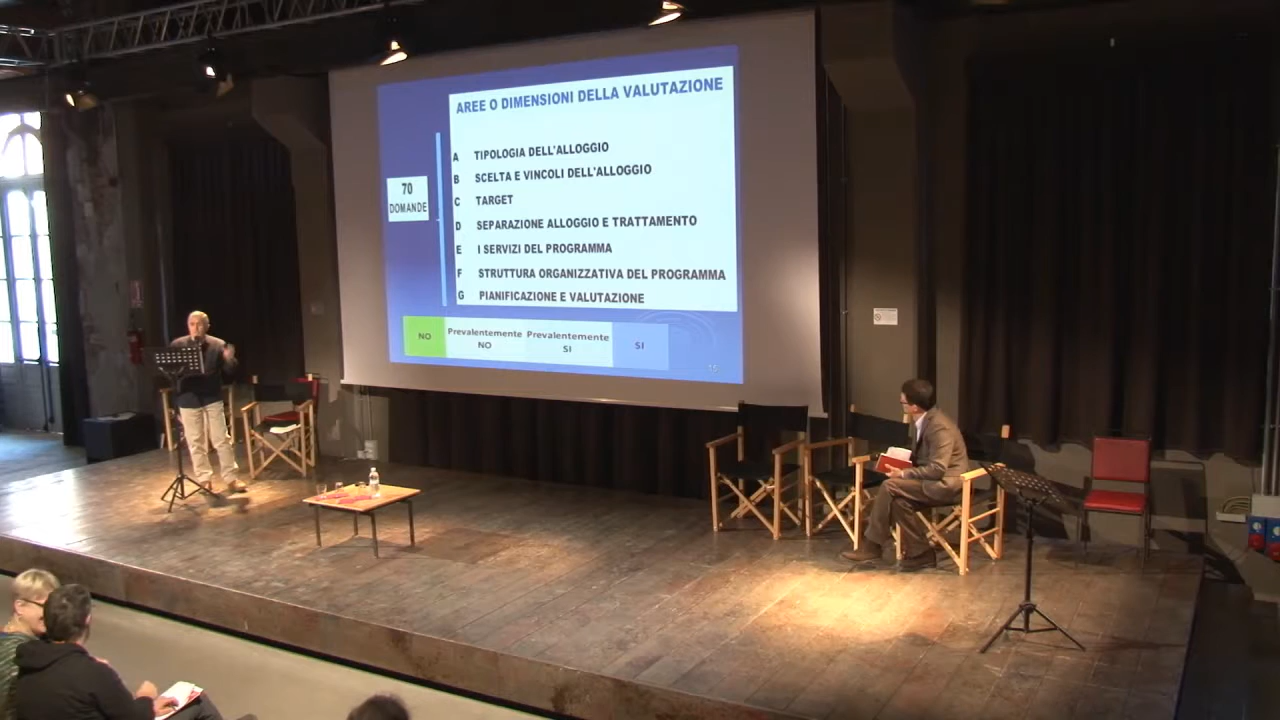 AREE O DIMENSIONI DELLA VALUTAZIONE
A TIPOLOGIA DELL'ALLOGGIO
B SCELTA E VINCOLI DELL'ALLOGGIO
C TARGET
D SEPARAZIONE ALLOGGIO E TRATTAMENTO
E I SERVIZI DEL PROGRAMMA
F STRUTTURA ORGANIZZATIVA DEL PROGRAMMA
G PIANIFICAZIONE E VALUTAZIONE
70
DOMANDE
NO
Prevalentemente
NO
Prevalentemente
SI
SI